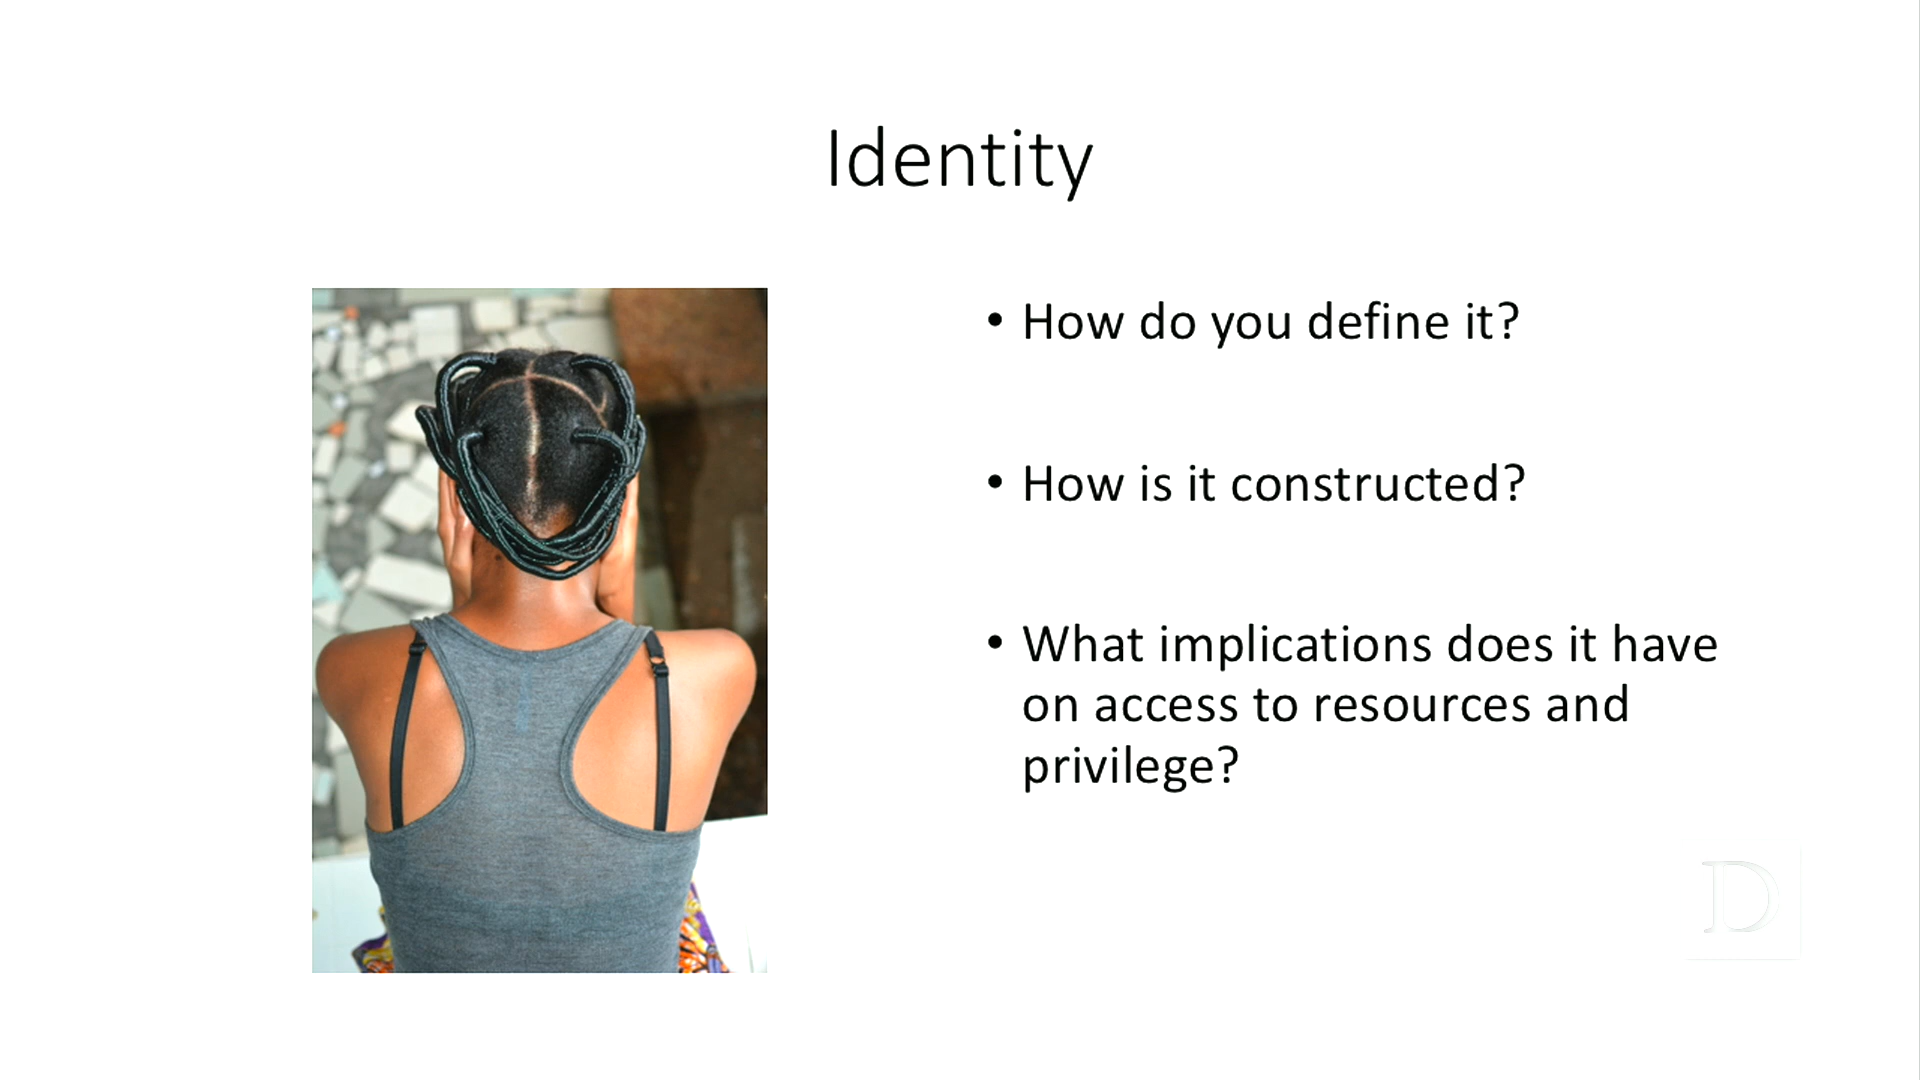 Identity
• How do you define it?
• How is it constructed?
• What implications does it have
on access to resources and
privilege?
D